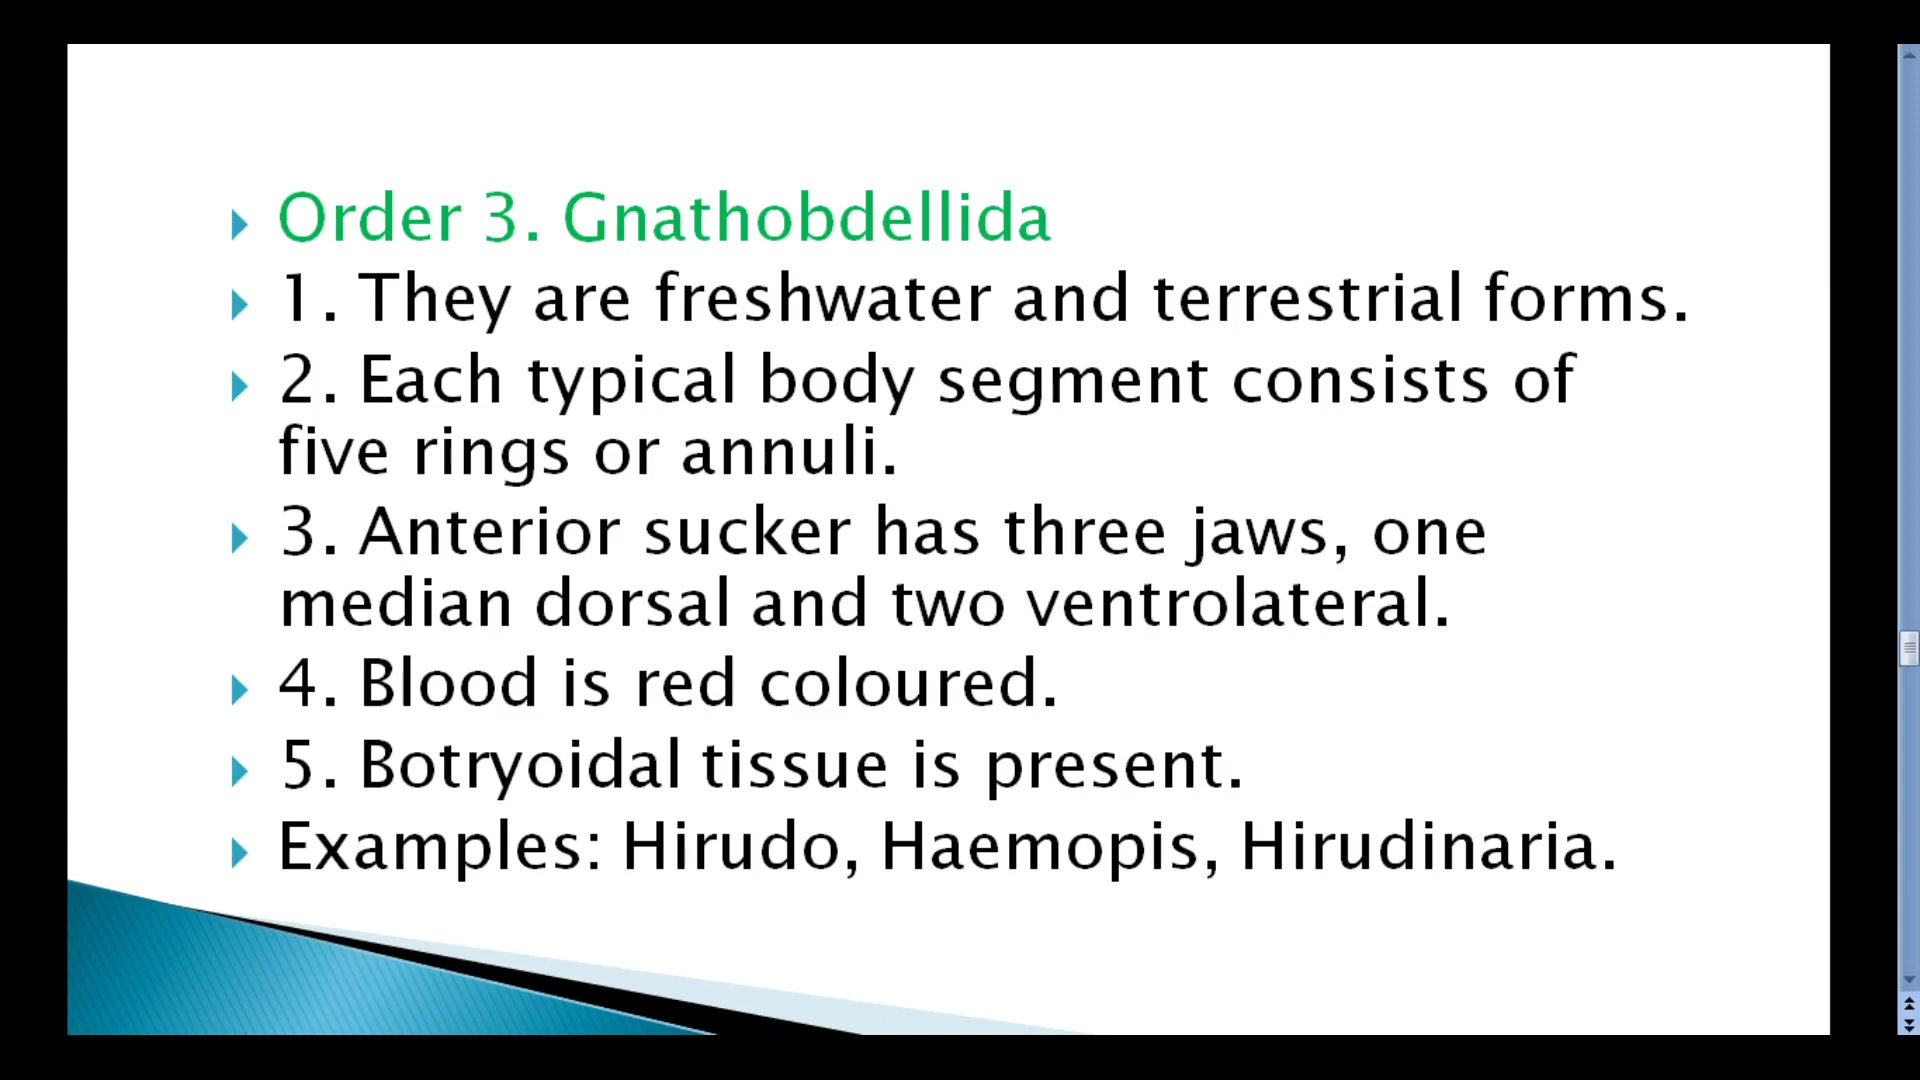 Order 3. Gnathobdellida
1. They are freshwater and terrestrial forms.
2. Each typical body segment consists of
five rings or annuli.
3. Anterior sucker has three jaws, one
median dorsal and two ventrolateral.
4. Blood is red coloured.
5. Botryoidal tissue is present.
Examples: Hirudo, Haemopis, Hirudinaria.